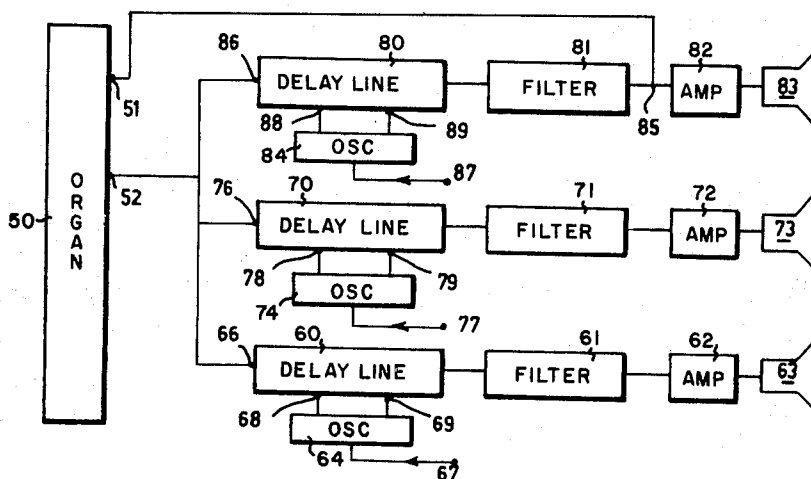 80 81 82
86 DELAY LINE FILTER AMP 83
51 88 89 85
84 OSC 87
52
50 ORGAN
70 71 72
76 DELAY LINE FILTER AMP 73
78 79
74 OSC 77
60 61 62
66 DELAY LINE FILTER AMP 63
68 69
OSC
64 67